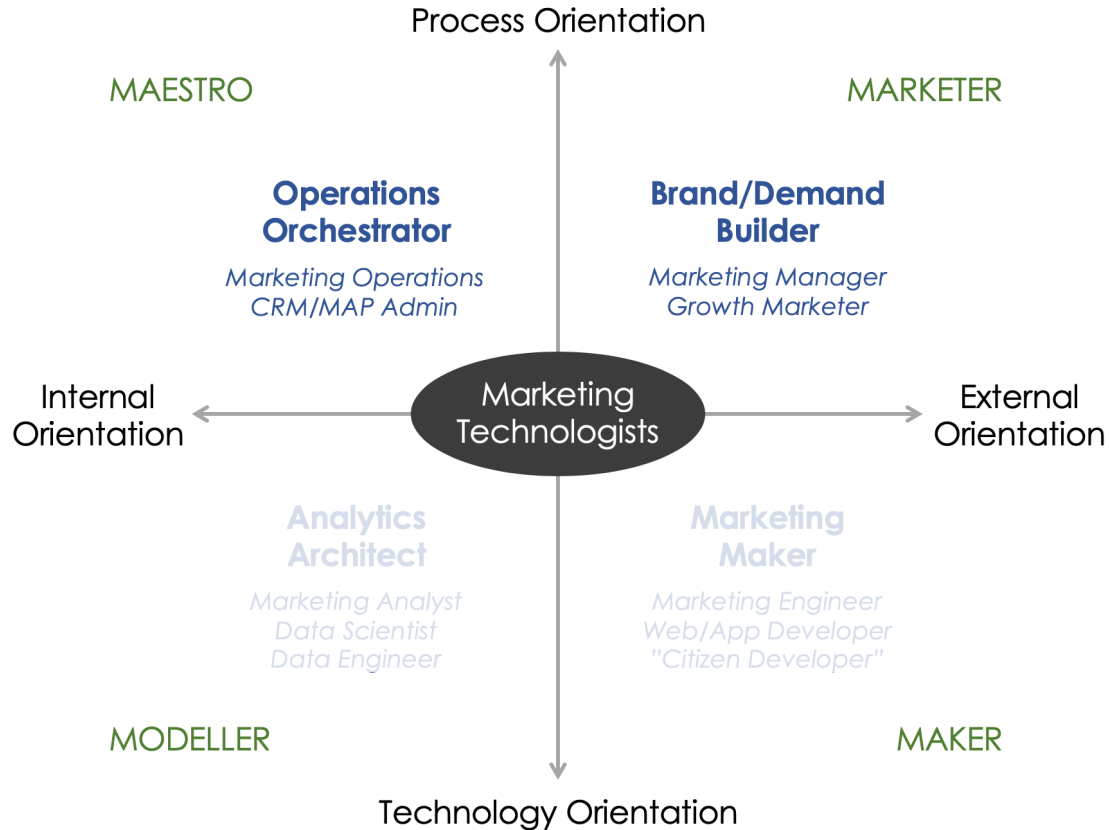 Process Orientation
MAESTRO
MARKETER
Operations
Orchestrator
Marketing Operations
CRM/MAP Admin
Brand/Demand
Builder
Marketing Manager
Growth Marketer
Internal
Orientation
Marketing
Technologists
External
Orientation
Analytics
Architect
Marketing Analyst
Data Scientist
Data Engineer
Marketing
Maker
Marketing Engineer
Web/App Developer
”Citizen Developer”
MODELLER
MAKER
Technology Orientation